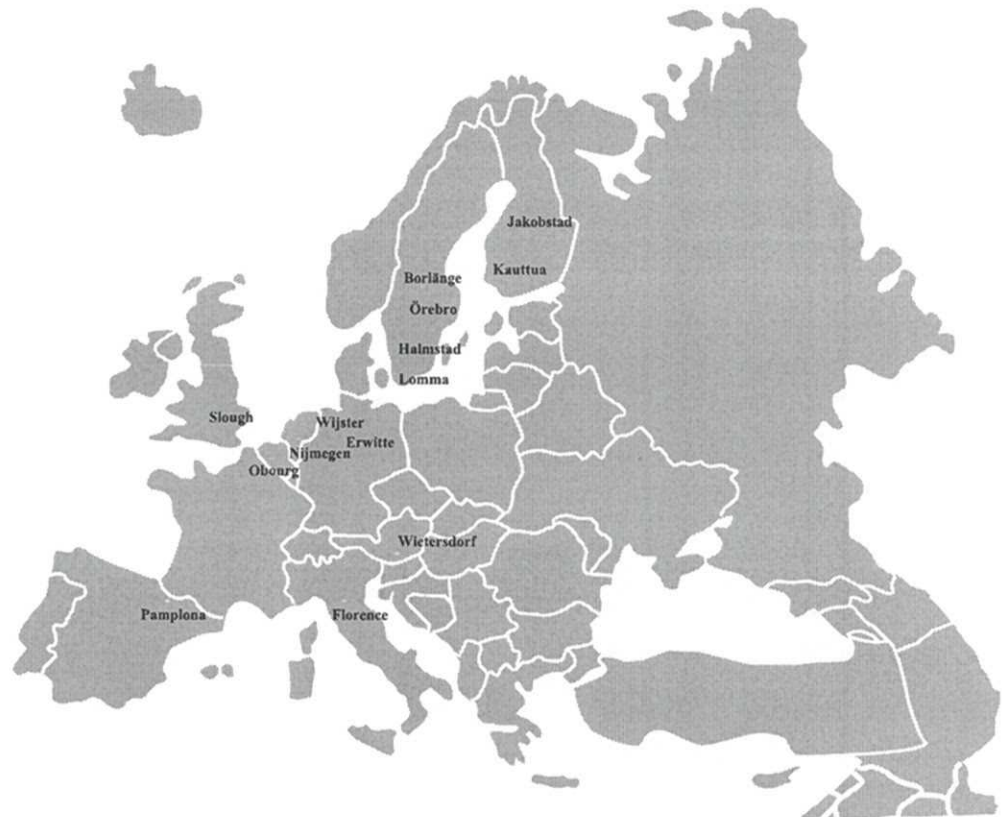 Jakobstad
Kauttua
Borlänge
Örebro
Halmstad
Lomma
Slough
Wijster
Erwitte
Nijmegen
Obourg
Wietersdorf
Pamplona
Florence